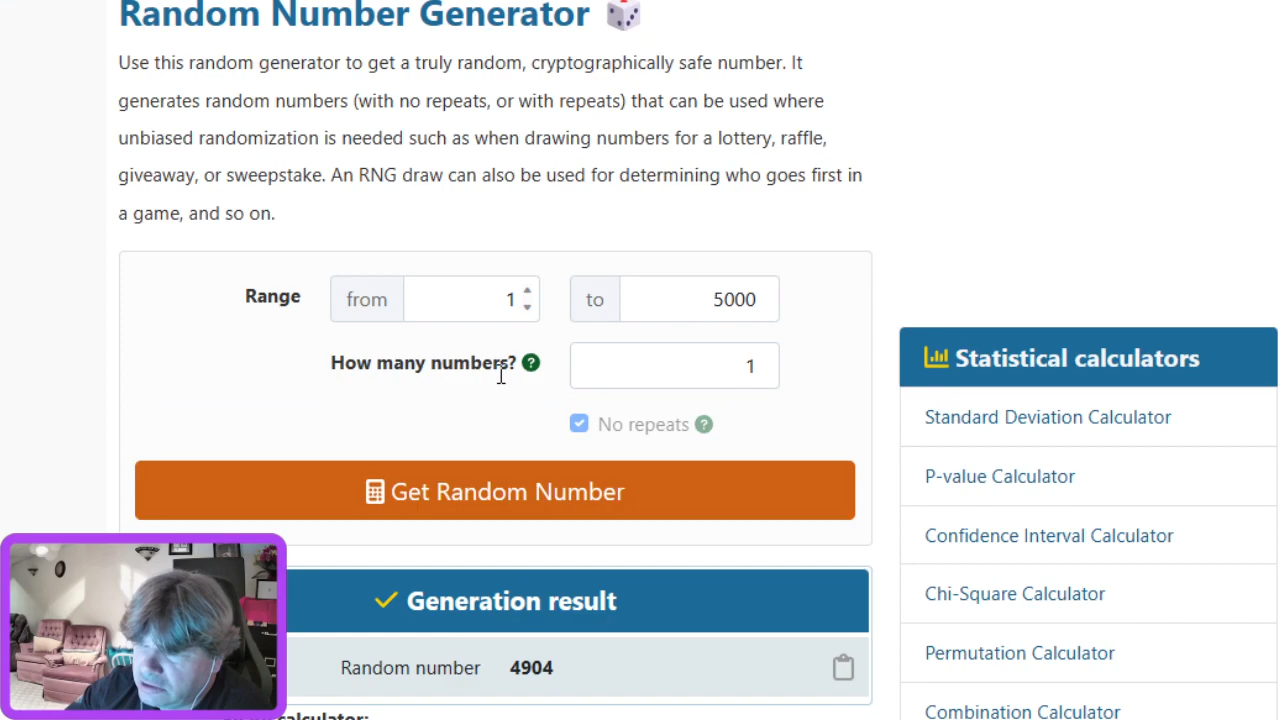 Random Number Generator
Use this random generator to get a truly random, cryptographically safe number. It
generates random numbers (with no repeats, or with repeats) that can be used where
unbiased randomization is needed such as when drawing numbers for a lottery, raffle,
giveaway, or sweepstake. An RNG draw can also be used for determining who goes first in
a game, and so on.
Range from 1 to 5000
How many numbers? ? 1
No repeats ?
Get Random Number
Generation result
Random number 4904
calculator:
Statistical calculators
Standard Deviation Calculator
P-value Calculator
Confidence Interval Calculator
Chi-Square Calculator
Permutation Calculator
Combination Calculator